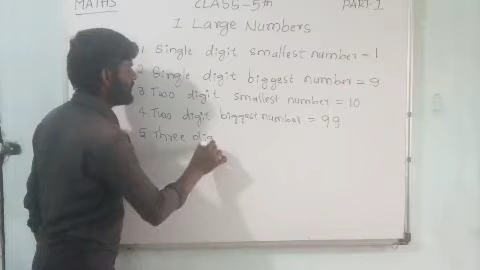 MATHS CLASS-5th PART-1
1 Large Numbers
1 Single digit smallest number = 1
2 Single digit biggest number = 9
3 Two digit smallest number = 10
4 Two digit biggest number = 99
5 Three dig